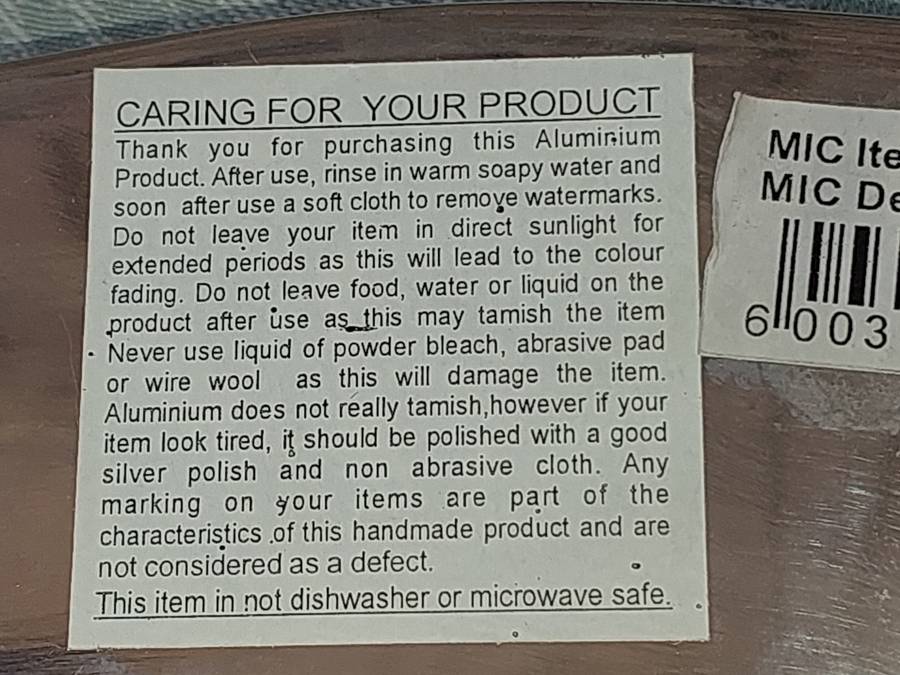 CARING FOR YOUR PRODUCT
Thank you for purchasing this Aluminium
Product. After use, rinse in warm soapy water and
soon after use a soft cloth to remove watermarks.
Do not leave your item in direct sunlight for
extended periods as this will lead to the colour
fading. Do not leave food, water or liquid on the
product after use as this may tamish the item
Never use liquid of powder bleach, abrasive pad
or wire wool as this will damage the item.
Aluminium does not really tamish,however if your
item look tired, it should be polished with a good
silver polish and non abrasive cloth. Any
marking on your items are part of the
characteristics .of this handmade product and are
not considered as a defect.
This item in not dishwasher or microwave safe.
MIC Ite
MIC De
6 003